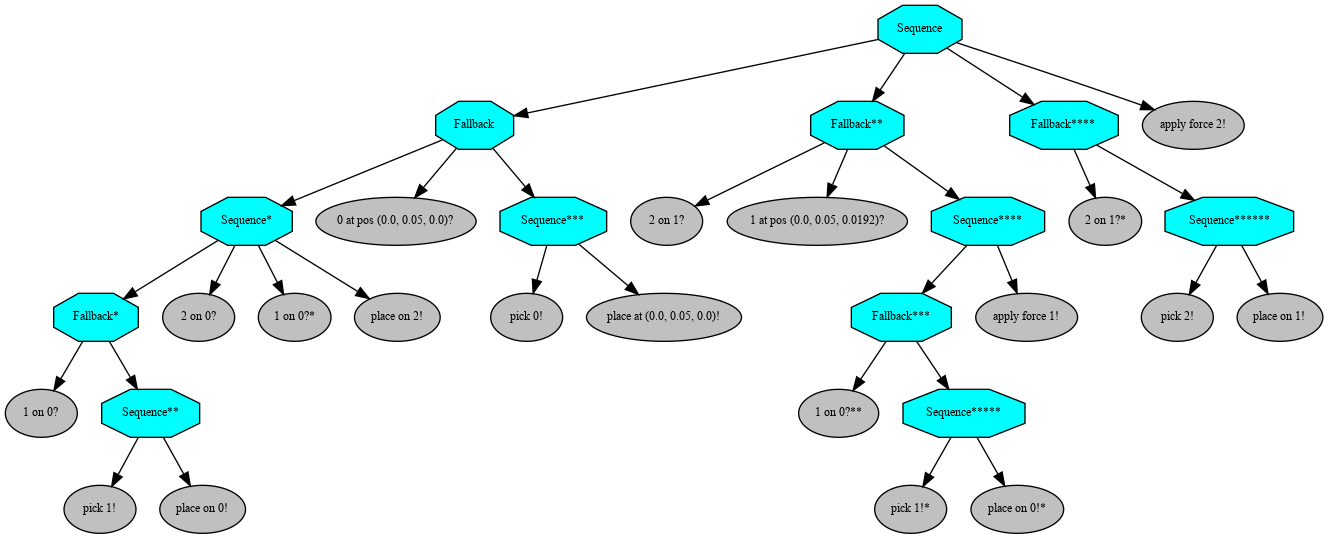 Sequence
Fallback
Fallback**
Fallback****
apply force 2!
Sequence*
0 at pos (0.0, 0.05, 0.0)?
Sequence***
2 on 1?
1 at pos (0.0, 0.05, 0.0192)?
Sequence****
2 on 1?*
Sequence******
Fallback*
2 on 0?
1 on 0?*
place on 2!
pick 0!
place at (0.0, 0.05, 0.0)!
Fallback***
apply force 1!
pick 2!
place on 1!
1 on 0?
Sequence**
1 on 0?**
Sequence*****
pick 1!
place on 0!
pick 1!*
place on 0!*